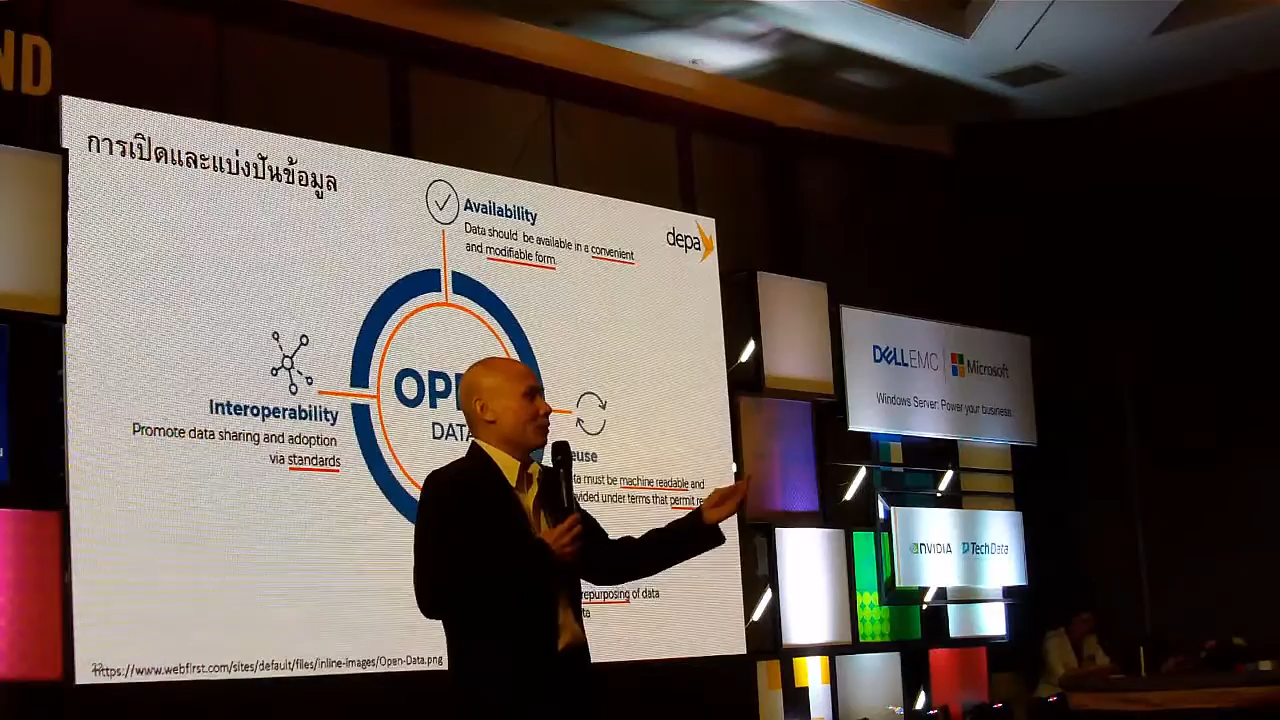 ND
การเปิดและแบ่งปันข้อมูล
Availability
Data should be available in a convenient
and modifiable form.
depa
Interoperability
Promote data sharing and adoption
via standards
OP
DATA
euse
ta must be machine readable and
vided under terms that permit re
repurposing of data
https://www.webfirst.com/sites/default/files/inline-images/Open-Data.png
DELL EMC
Microsoft
Windows Server: Power your business.
NVIDIA
Tech Data